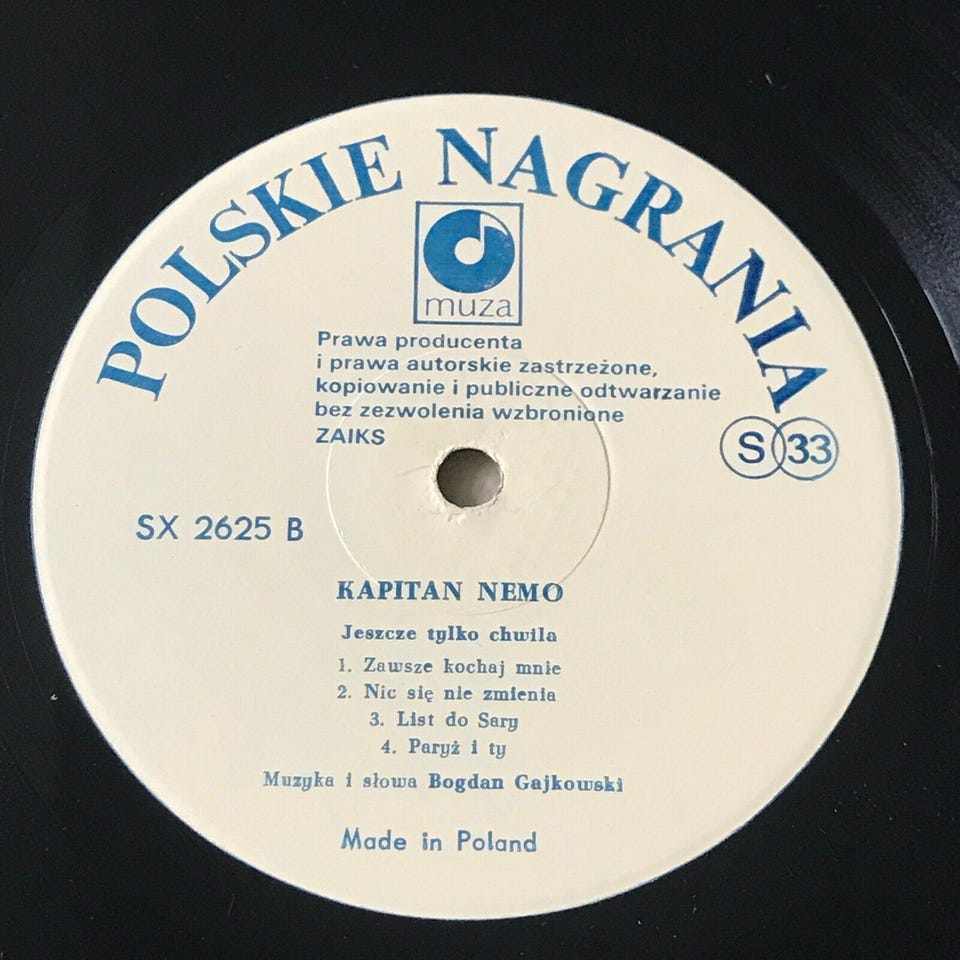 POLSKIE NAGRANIA
muza
Prawa producenta
i prawa autorskie zastrzeżone,
kopiowanie i publiczne odtwarzanie
bez zezwolenia wzbronione
ZAIKS
S 33
SX 2625 B
KAPITAN NEMO
Jeszcze tylko chwila
1. Zawsze kochaj mnie
2. Nic się nie zmienia
3. List do Sary
4. Paryż i ty
Muzyka i słowa Bogdan Gajkowski
Made in Poland